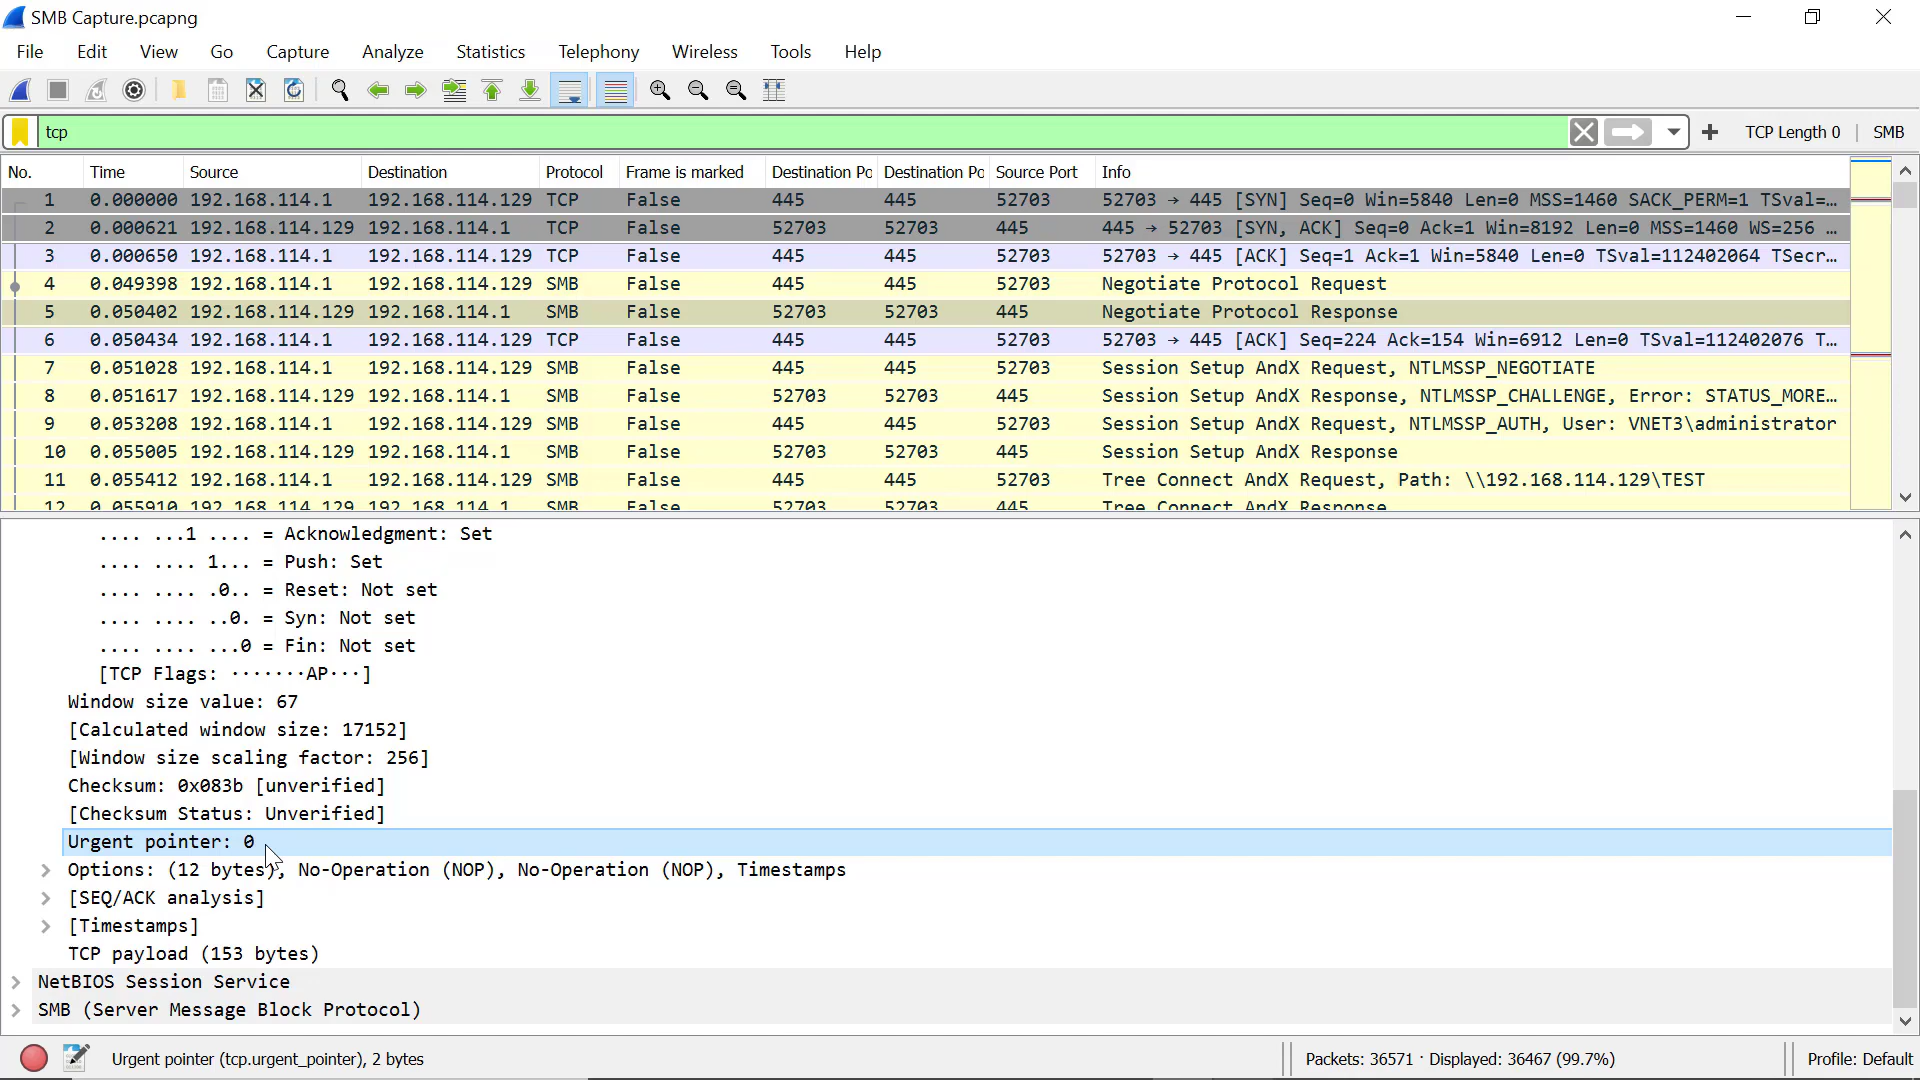 SMB Capture.pcapng
File Edit View Go Capture Analyze Statistics Telephony Wireless Tools Help
tcp TCP Length 0 SMB
No. Time Source Destination Protocol Frame is marked Destination Po Destination Po Source Port Info
1 0.000000 192.168.114.1 192.168.114.129 TCP False 445 445 52703 52703 → 445 [SYN] Seq=0 Win=5840 Len=0 MSS=1460 SACK_PERM=1 TSval=…
2 0.000621 192.168.114.129 192.168.114.1 TCP False 52703 52703 445 445 → 52703 [SYN, ACK] Seq=0 Ack=1 Win=8192 Len=0 MSS=1460 WS=256 …
3 0.000650 192.168.114.1 192.168.114.129 TCP False 445 445 52703 52703 → 445 [ACK] Seq=1 Ack=1 Win=5840 Len=0 TSval=112402064 TSecr…
4 0.049398 192.168.114.1 192.168.114.129 SMB False 445 445 52703 Negotiate Protocol Request
5 0.050402 192.168.114.129 192.168.114.1 SMB False 52703 52703 445 Negotiate Protocol Response
6 0.050434 192.168.114.1 192.168.114.129 TCP False 445 445 52703 52703 → 445 [ACK] Seq=224 Ack=154 Win=6912 Len=0 TSval=112402076 T…
7 0.051028 192.168.114.1 192.168.114.129 SMB False 445 445 52703 Session Setup AndX Request, NTLMSSP_NEGOTIATE
8 0.051617 192.168.114.129 192.168.114.1 SMB False 52703 52703 445 Session Setup AndX Response, NTLMSSP_CHALLENGE, Error: STATUS_MORE…
9 0.053208 192.168.114.1 192.168.114.129 SMB False 445 445 52703 Session Setup AndX Request, NTLMSSP_AUTH, User: VNET3\administrator
10 0.055005 192.168.114.129 192.168.114.1 SMB False 52703 52703 445 Session Setup AndX Response
11 0.055412 192.168.114.1 192.168.114.129 SMB False 445 445 52703 Tree Connect AndX Request, Path: \\192.168.114.129\TEST
12 0.055910 192.168.114.129 192.168.114.1 SMB False 52703 52703 445 Tree Connect AndX Response
.... ...1 .... = Acknowledgment: Set
.... .... 1... = Push: Set
.... .... .0.. = Reset: Not set
.... .... ..0. = Syn: Not set
.... .... ...0 = Fin: Not set
[TCP Flags: ·······AP···]
Window size value: 67
[Calculated window size: 17152]
[Window size scaling factor: 256]
Checksum: 0x083b [unverified]
[Checksum Status: Unverified]
Urgent pointer: 0
Options: (12 bytes), No-Operation (NOP), No-Operation (NOP), Timestamps
[SEQ/ACK analysis]
[Timestamps]
TCP payload (153 bytes)
NetBIOS Session Service
SMB (Server Message Block Protocol)
Urgent pointer (tcp.urgent_pointer), 2 bytes Packets: 36571 · Displayed: 36467 (99.7%) Profile: Default